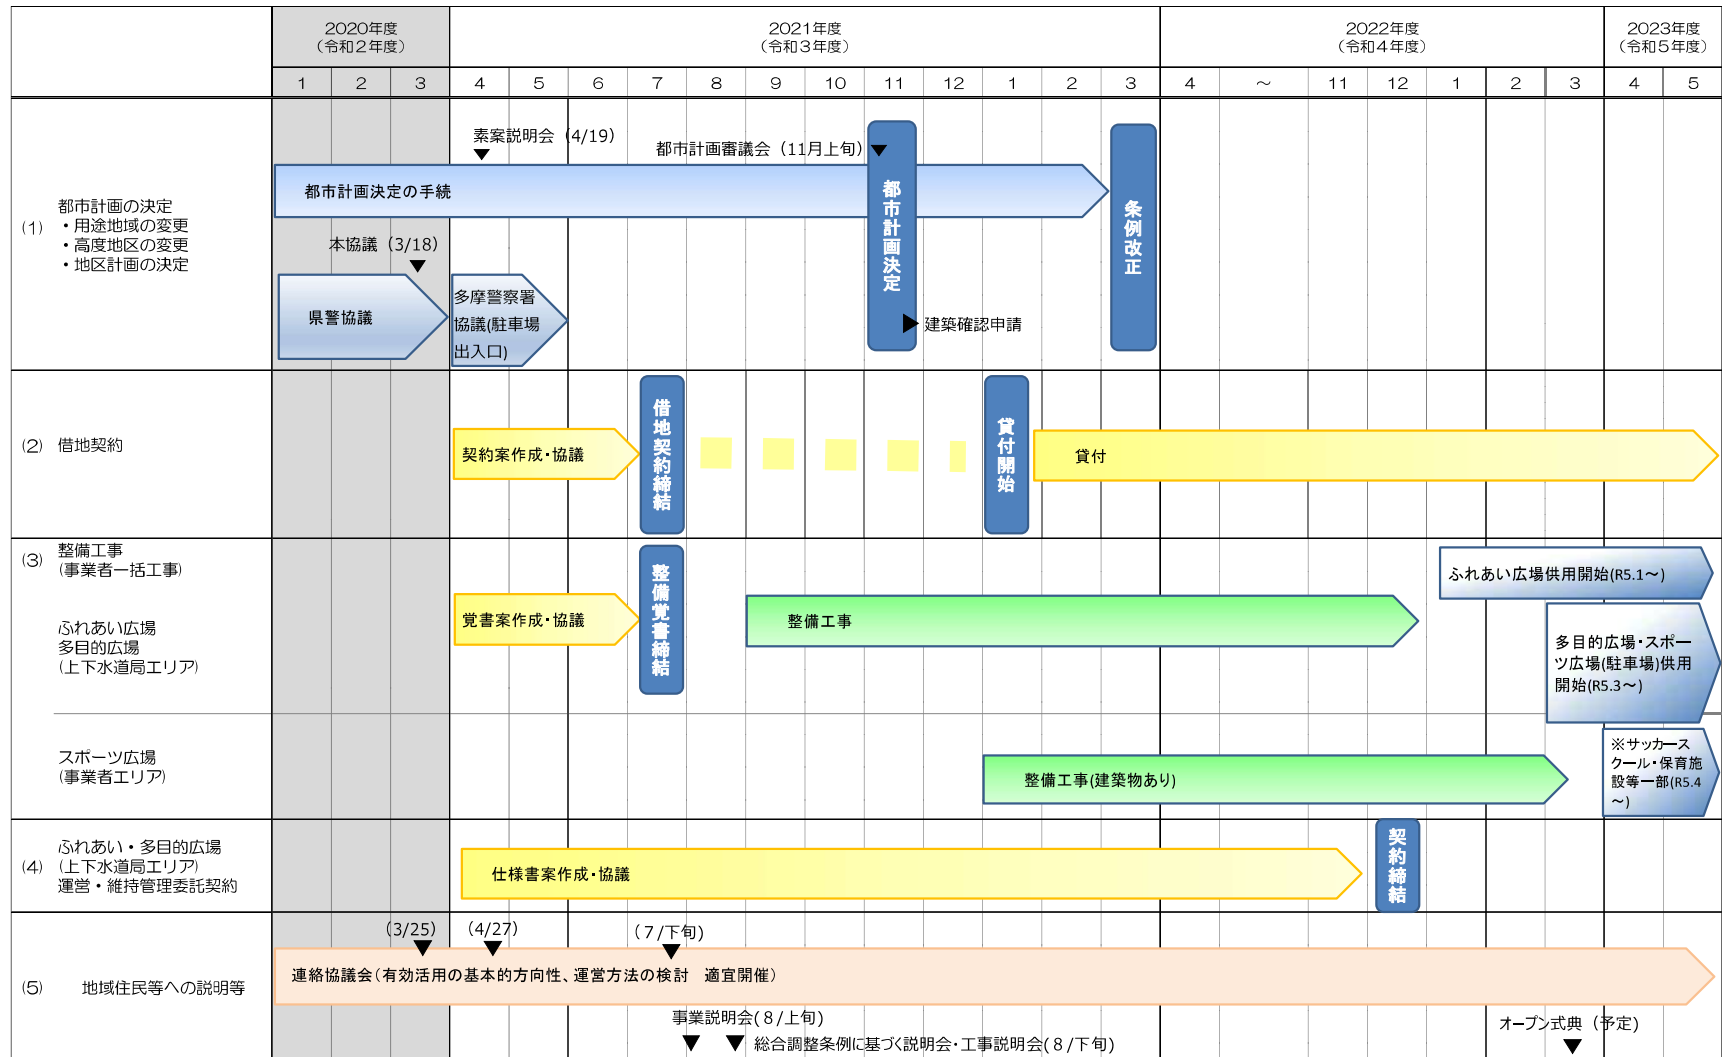 2020年度
(令和2年度)
2021年度
(令和3年度)
2022年度
(令和4年度)
2023年度
(令和5年度)
1 2 3 4 5 6 7 8 9 10 11 12 1 2 3 4 ～ 11 12 1 2 3 4 5
(1)
都市計画の決定
・用途地域の変更
・高度地区の変更
・地区計画の決定
素案説明会（4/19）
都市計画審議会（11月上旬）
都市計画決定の手続
都市計画決定
条例改正
本協議（3/18）
県警協議
多摩警察署
協議(駐車場
出入口)
建築確認申請
(2) 借地契約
契約案作成・協議
借地契約締結
貸付開始
貸付
(3)
整備工事
(事業者一括工事)
ふれあい広場
多目的広場
(上下水道局エリア)
覚書案作成・協議
整備覚書締結
整備工事
ふれあい広場供用開始(R5.1～)
多目的広場・スポー
ツ広場(駐車場)供用
開始(R5.3～)
スポーツ広場
(事業者エリア)
整備工事(建築物あり)
※サッカース
クール・保育施
設等一部(R5.4
～)
(4)
ふれあい・多目的広場
(上下水道局エリア)
運営・維持管理委託契約
仕様書案作成・協議
契約締結
(5) 地域住民等への説明等
（3/25）
（4/27）
（７/下旬）
連絡協議会（有効活用の基本的方向性、運営方法の検討　適宜開催）
事業説明会(８/上旬)
総合調整条例に基づく説明会・工事説明会(８/下旬)
オープン式典（予定）